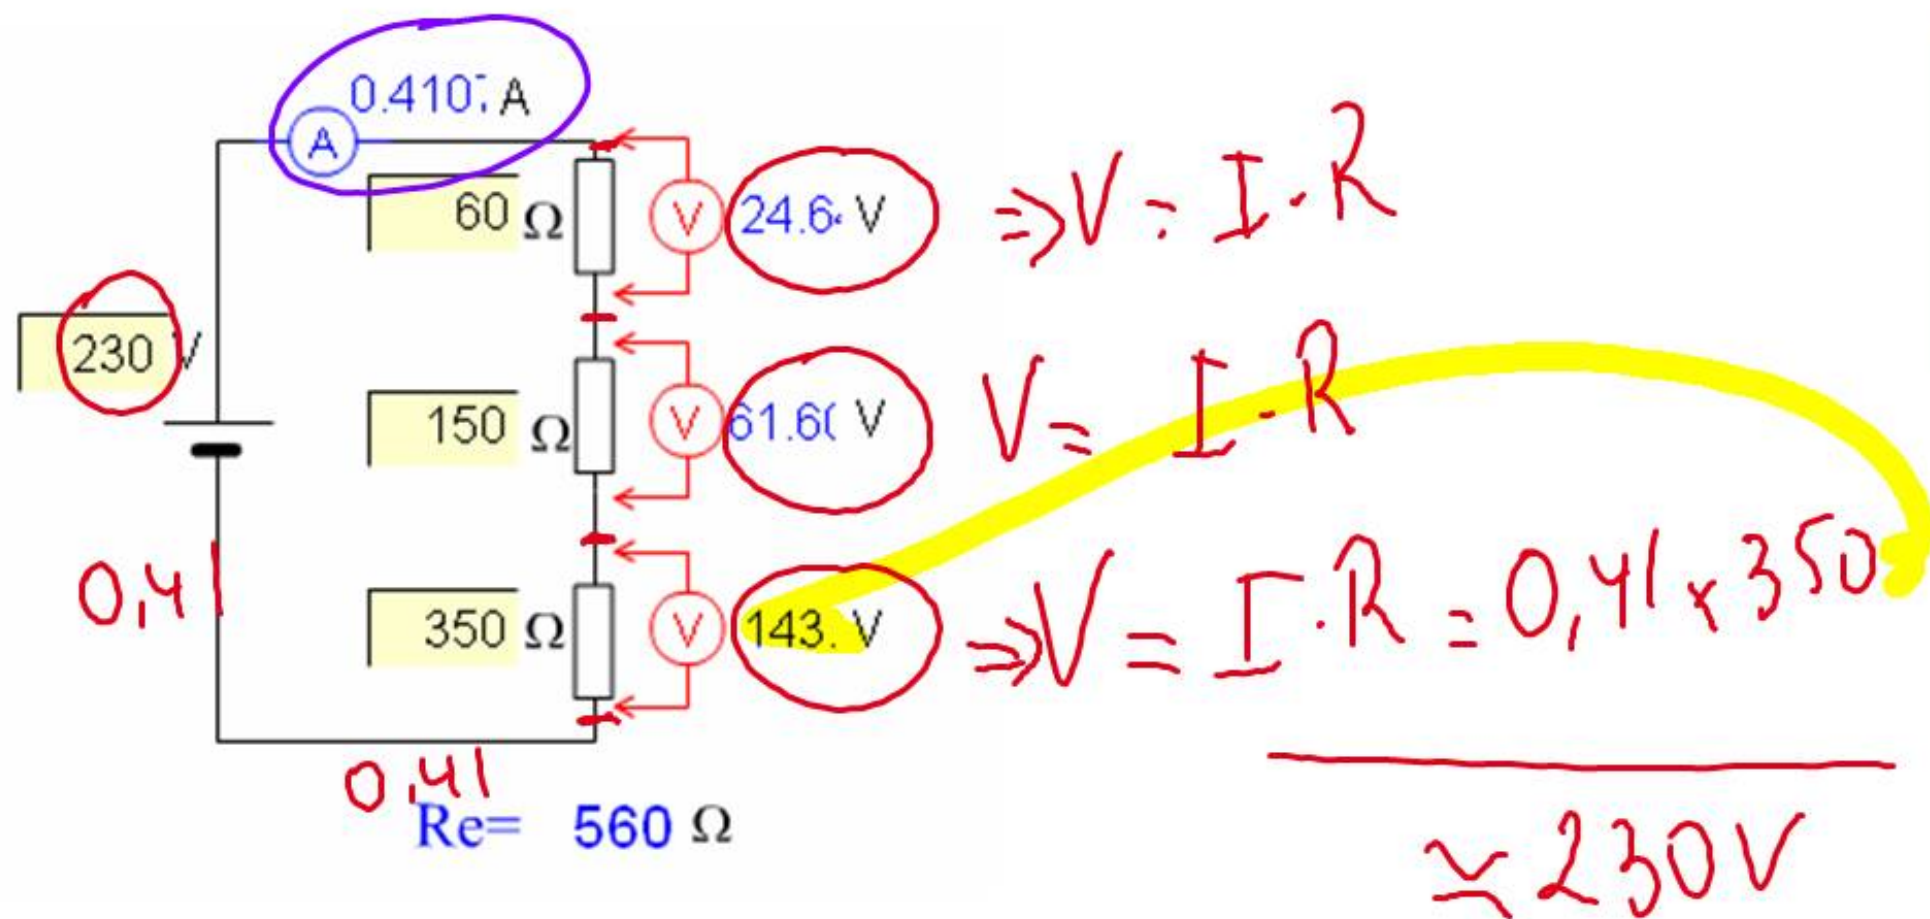 0.410 A
A
60 Ω V 24.6 V ⇒ V = I . R
230 V
150 Ω V 61.6 V V = I . R
0,41
350 Ω V 143. V ⇒ V = I . R = 0,41 x 350
0,41
Re= 560 Ω
≃ 230V